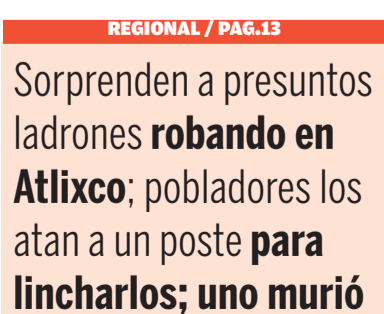 REGIONAL / PAG.13
Sorprenden a presuntos
ladrones robando en
Atlixco; pobladores los
atan a un poste para
lincharlos; uno murió